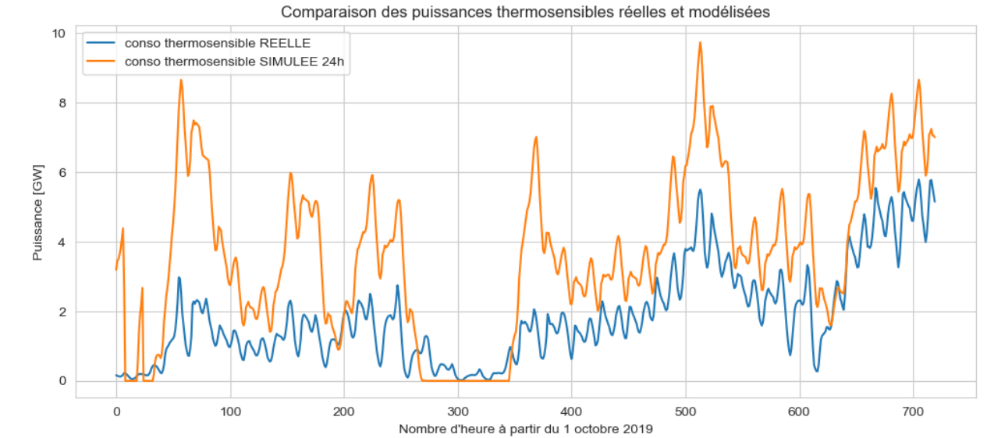 Comparaison des puissances thermosensibles réelles et modélisées
conso thermosensible REELLE
conso thermosensible SIMULEE 24h
Puissance [GW]
10
8
6
4
2
0
0 100 200 300 400 500 600 700
Nombre d'heure à partir du 1 octobre 2019